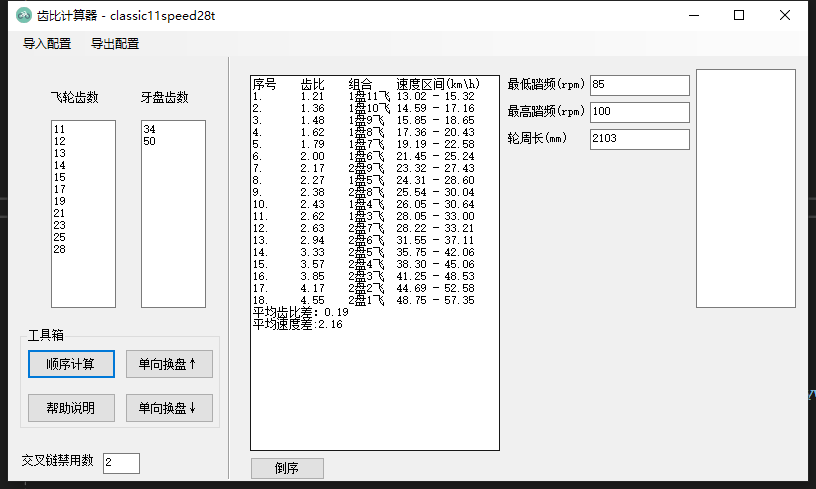 齿比计算器 - classic11speed28t
导入配置 导出配置
飞轮齿数 牙盘齿数
11
12
13
14
15
17
19
21
23
25
28
34
50
工具箱
顺序计算 单向换盘↑
帮助说明 单向换盘↓
交叉链禁用数 2
序号 齿比 组合 速度区间(km\h)
1. 1.21 1盘11飞 13.02 - 15.32
2. 1.36 1盘10飞 14.59 - 17.16
3. 1.48 1盘9飞 15.85 - 18.65
4. 1.62 1盘8飞 17.36 - 20.43
5. 1.79 1盘7飞 19.19 - 22.58
6. 2.00 1盘6飞 21.45 - 25.24
7. 2.17 2盘9飞 23.32 - 27.43
8. 2.27 1盘5飞 24.31 - 28.60
9. 2.38 2盘8飞 25.54 - 30.04
10. 2.43 1盘4飞 26.05 - 30.64
11. 2.62 1盘3飞 28.05 - 33.00
12. 2.63 2盘7飞 28.22 - 33.21
13. 2.94 2盘6飞 31.55 - 37.11
14. 3.33 2盘5飞 35.75 - 42.06
15. 3.57 2盘4飞 38.30 - 45.06
16. 3.85 2盘3飞 41.25 - 48.53
17. 4.17 2盘2飞 44.69 - 52.58
18. 4.55 2盘1飞 48.75 - 57.35
平均齿比差: 0.19
平均速度差:2.16
倒序
最低踏频(rpm) 85
最高踏频(rpm) 100
轮周长(mm) 2103